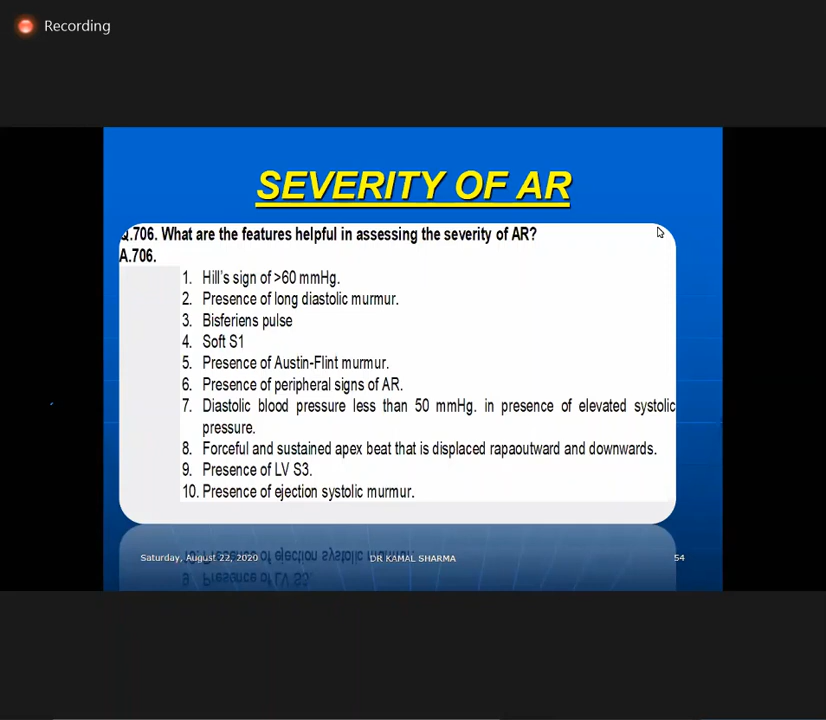 Recording
SEVERITY OF AR
Q.706. What are the features helpful in assessing the severity of AR?
A.706.
1. Hill's sign of >60 mmHg.
2. Presence of long diastolic murmur.
3. Bisferiens pulse
4. Soft S1
5. Presence of Austin-Flint murmur.
6. Presence of peripheral signs of AR.
7. Diastolic blood pressure less than 50 mmHg. in presence of elevated systolic
pressure.
8. Forceful and sustained apex beat that is displaced rapaoutward and downwards.
9. Presence of LV S3.
10. Presence of ejection systolic murmur.
Saturday, August 22, 2020 DR KAMAL SHARMA 54